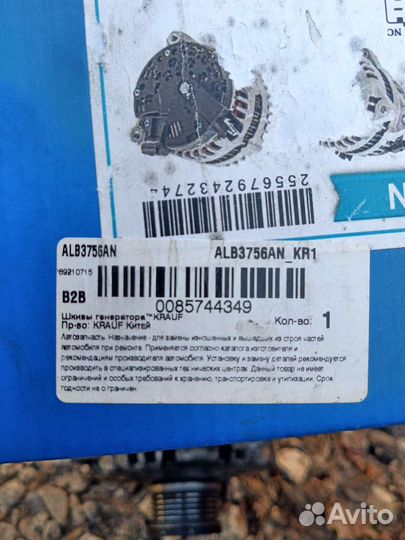 NC
2556792432744
N
ALB3756AN ALB3756AN_KR1
69210715
B2B 0085744349
Шкивы генератора™KRAUF
Пр-во: KRAUF Китай Кол-во: 1
Автозапчасть. Назначение - для замены изношенных и вышедших из строя частей
автомобиля при ремонте. Применяется согласно каталога изготовителя и
рекомендациям производителя автомобиля. Установку и замену деталей рекомендуется
производить в специализированных технических центрах. Данный товар не имеет
ограничений и особых требований к хранению, транспортировке и утилизации. Срок
годности не ограничен.
Avito